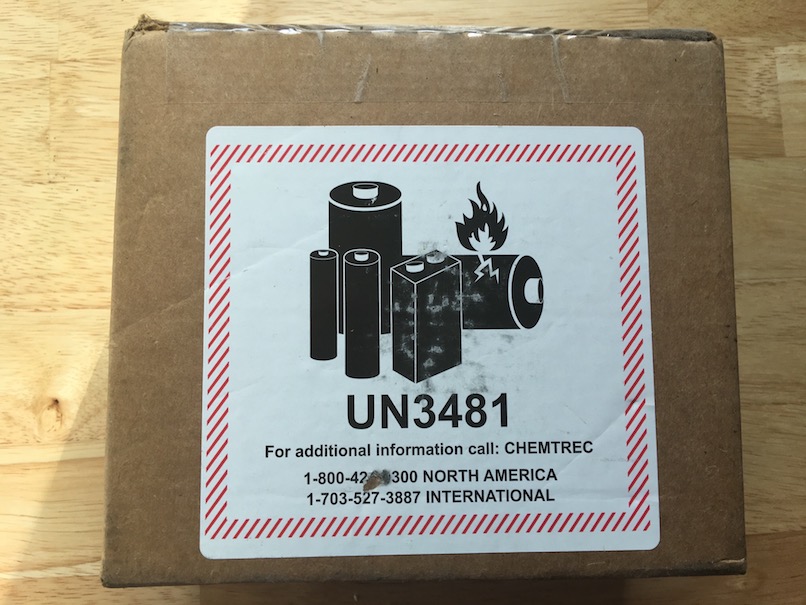 UN3481
For additional information call: CHEMTREC
NORTH AMERICA
1-703-527-3887 INTERNATIONAL